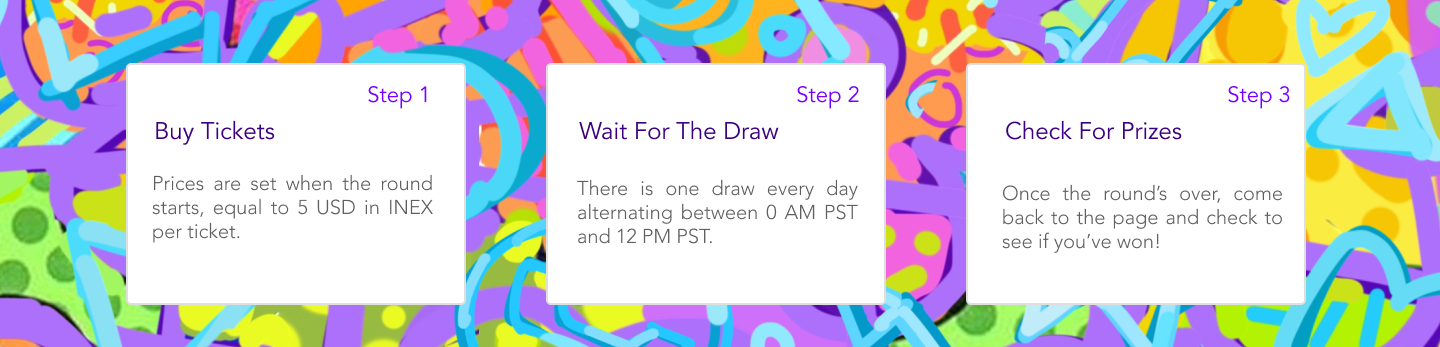 Step 1
Buy Tickets
Prices are set when the round
starts, equal to 5 USD in INEX
per ticket.
Step 2
Wait For The Draw
There is one draw every day
alternating between 0 AM PST
and 12 PM PST.
Step 3
Check For Prizes
Once the round’s over, come
back to the page and check to
see if you’ve won!